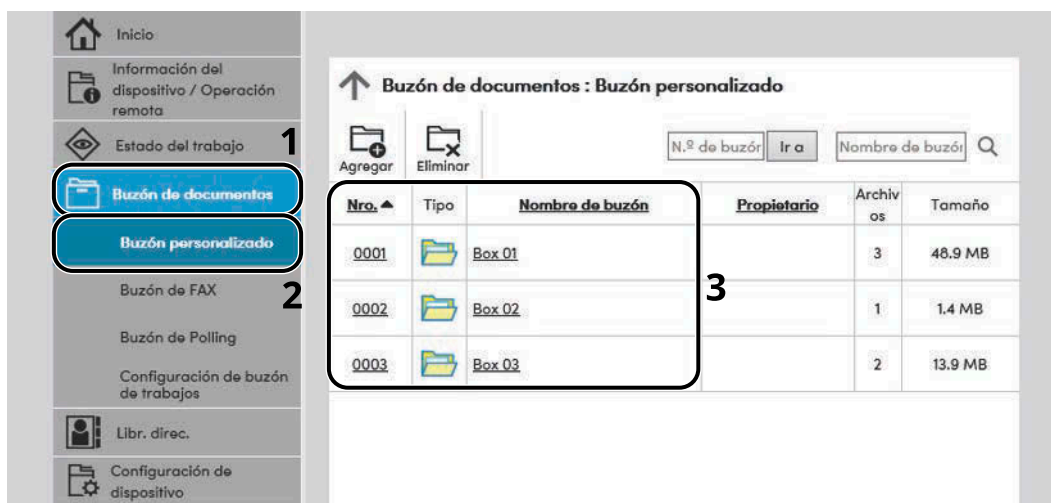 Inicio
Información del
dispositivo / Operación
remota
Estado del trabajo
1
Buzón de documentos
Buzón personalizado
2
Buzón de FAX
Buzón de Polling
Configuración de buzón
de trabajos
Libr. direc.
Configuración de
dispositivo
Buzón de documentos : Buzón personalizado
Agregar
Eliminar
N.º de buzón
Ir a
Nombre de buzón
Nro.
Tipo
Nombre de buzón
Propietario
Archiv
os
Tamaño
0001
Box 01
3
48.9 MB
0002
Box 02
1
1.4 MB
0003
Box 03
2
13.9 MB
3